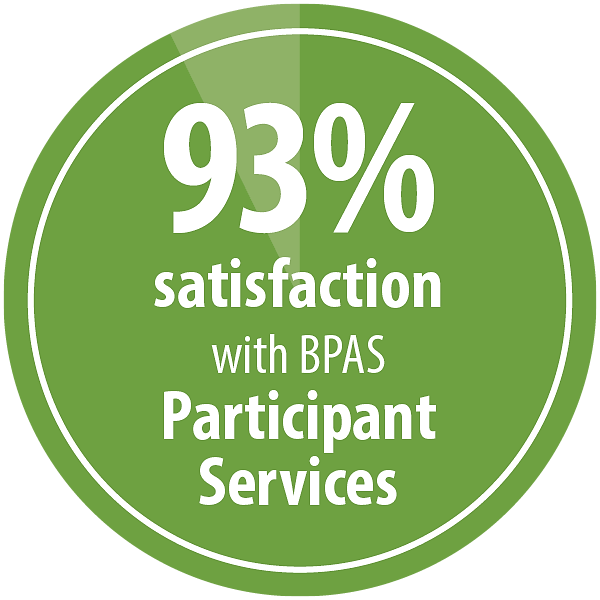 93%
satisfaction
with BPAS
Participant
Services